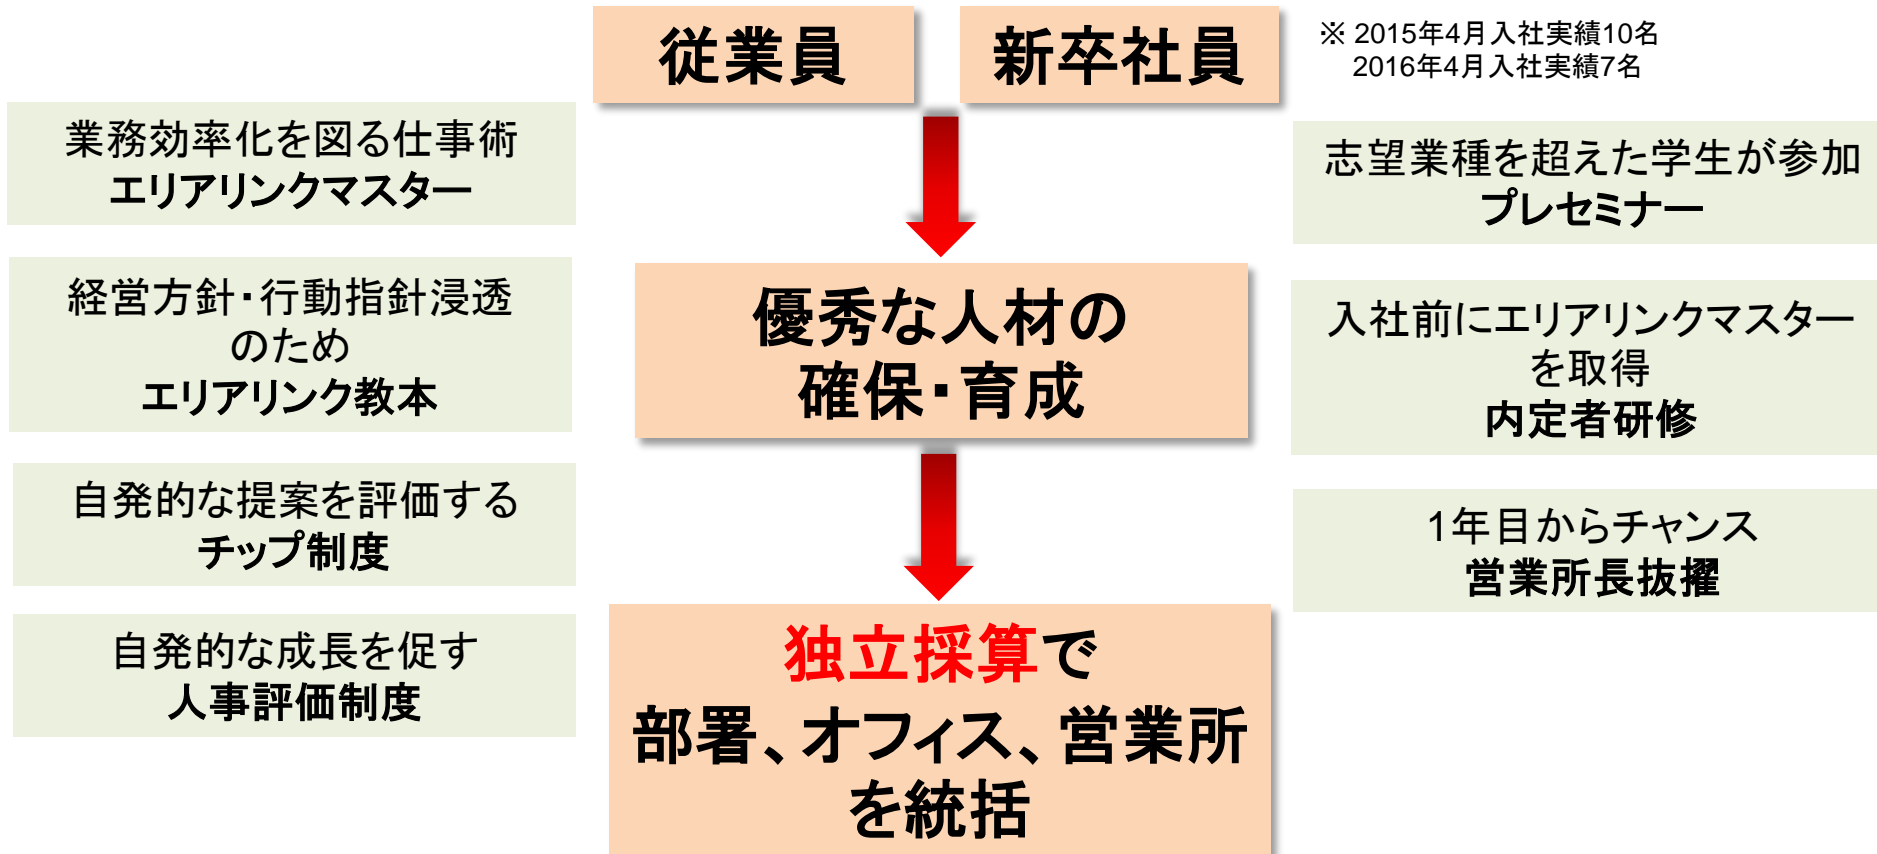 従業員
新卒社員
※ 2015年4月入社実績10名
2016年4月入社実績7名
業務効率化を図る仕事術
エリアリンクマスター
経営方針・行動指針浸透
のため
エリアリンク教本
自発的な提案を評価する
チップ制度
自発的な成長を促す
人事評価制度
優秀な人材の
確保・育成
独立採算で
部署、オフィス、営業所
を統括
志望業種を超えた学生が参加
プレセミナー
入社前にエリアリンクマスター
を取得
内定者研修
1年目からチャンス
営業所長抜擢